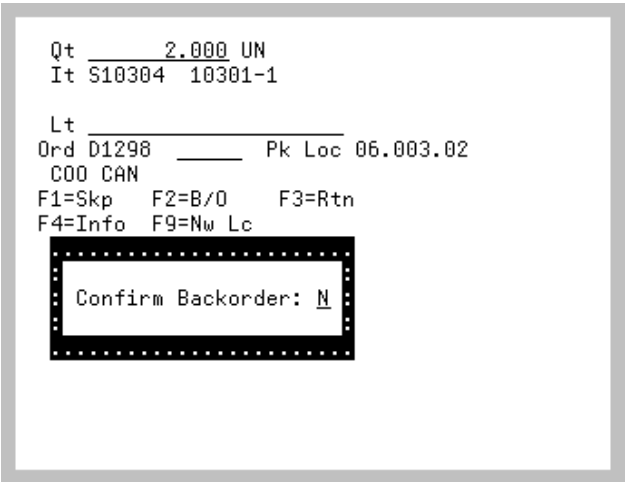 Qt 2.000 UN
It S10304 10301-1
Lt
Ord D1298 Pk Loc 06.003.02
COO CAN
F1=Skp F2=B/O F3=Rtn
F4=Info F9=Nw Lc
Confirm Backorder: N